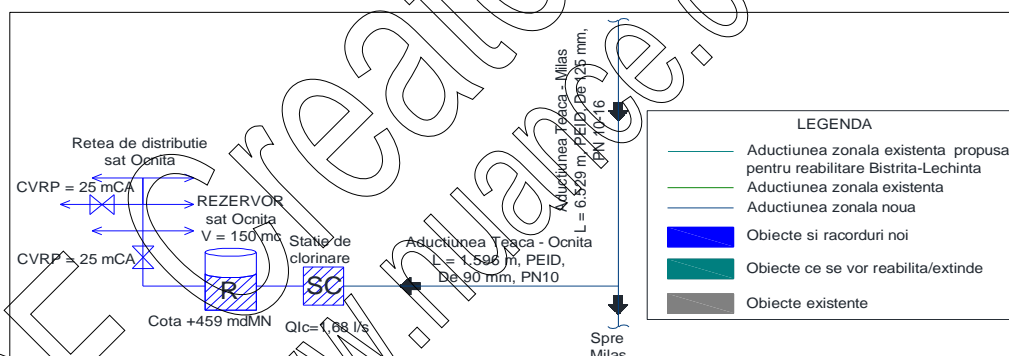 Aductiunea Teaca - Milas
L = 6.529 m, PEID, De 125 mm,
PN 10-16
Retea de distributie
sat Ocnita
CVRP = 25 mCA
CVRP = 25 mCA
REZERVOR
sat Ocnita
V = 150 mc
R
Cota +459 mdMN
Statie de
clorinare
SC
Qlc=1,68 l/s
Aductiunea Teaca - Ocnita
L = 1.596 m, PEID,
De 90 mm, PN10
Spre
Milas
LEGENDA
Aductiunea zonala existenta propusa
pentru reabilitare Bistrita-Lechinta
Aductiunea zonala existenta
Aductiunea zonala noua
Obiecte si racorduri noi
Obiecte ce se vor reabilita/extinde
Obiecte existente